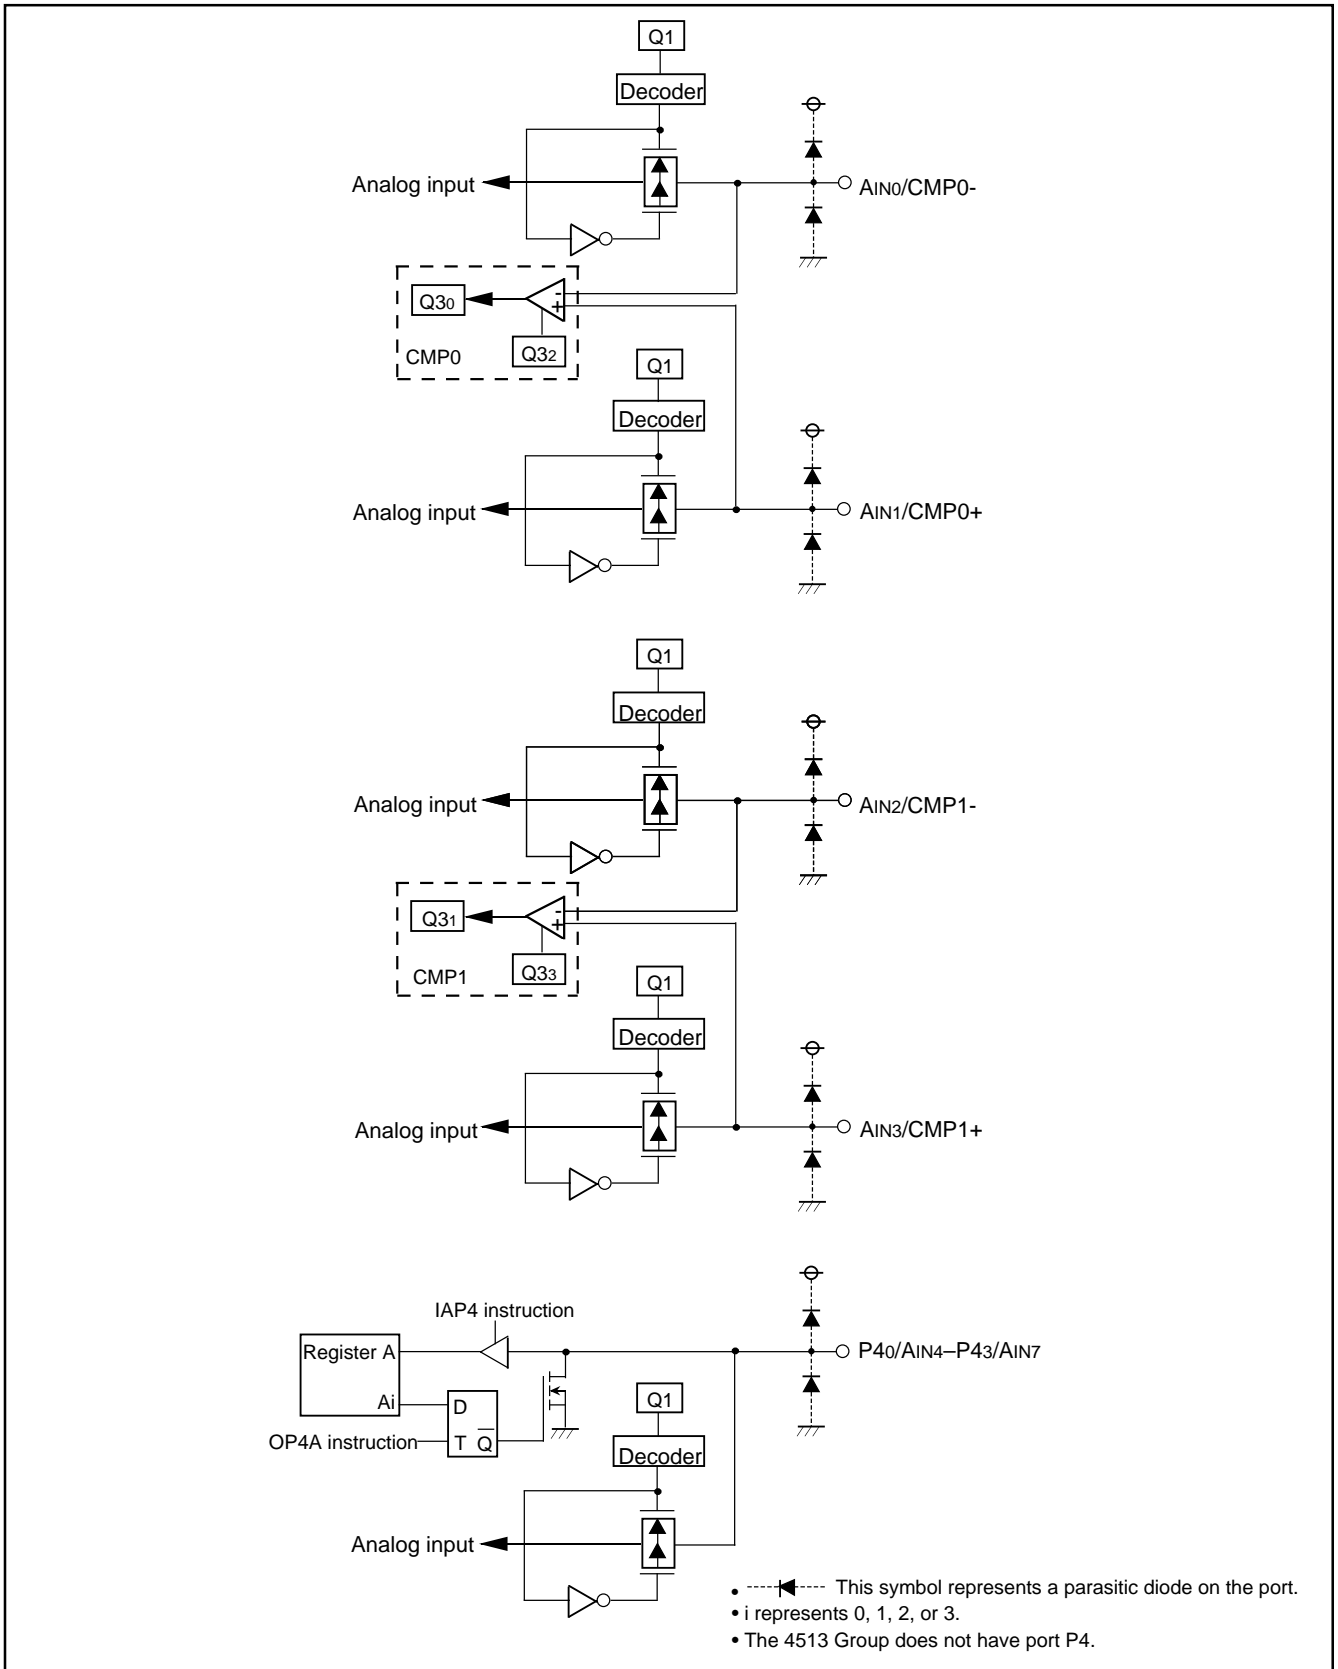 Q1
Decoder
Analog input
AIN0/CMP0-
Q30
-
+
CMP0
Q32
Q1
Decoder
Analog input
AIN1/CMP0+
Q1
Decoder
Analog input
AIN2/CMP1-
Q31
-
+
CMP1
Q33
Q1
Decoder
Analog input
AIN3/CMP1+
IAP4 instruction
Register A
P40/AIN4–P43/AIN7
Ai
D
OP4A instruction
T Q̅
Q1
Decoder
Analog input
• This symbol represents a parasitic diode on the port.
• i represents 0, 1, 2, or 3.
• The 4513 Group does not have port P4.